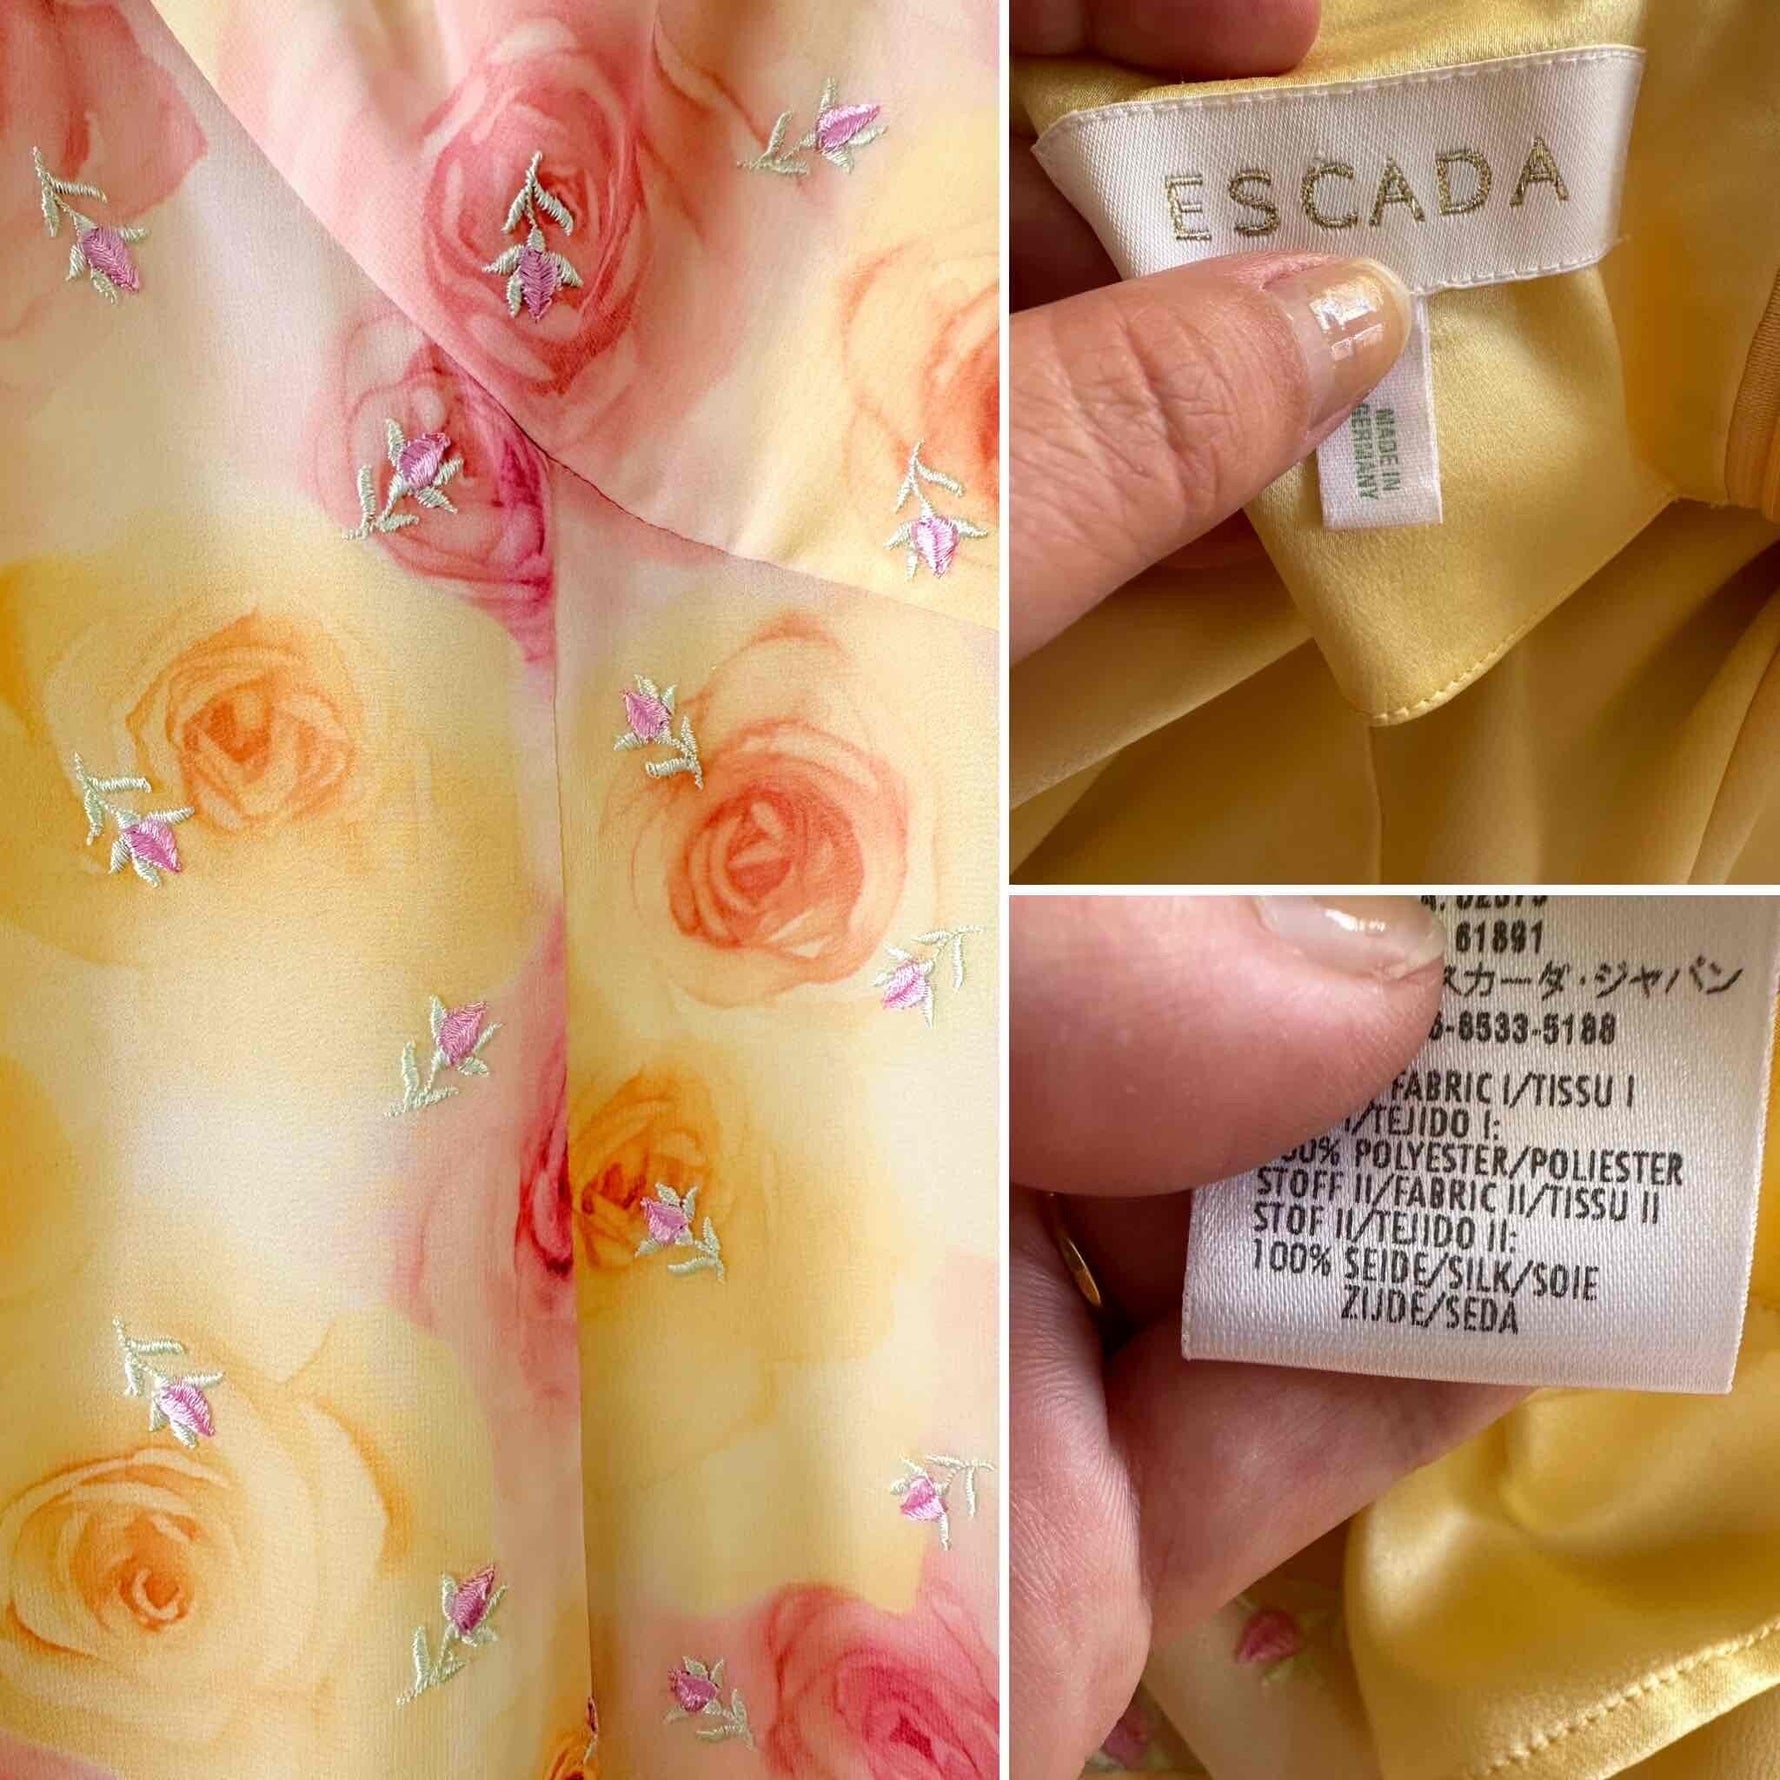 ESCADA
MADE IN
GERMANY
61891
スカーダ・ジャパン
-8533-5188
FABRIC I/TISSU I
I/TEJIDO I:
POLYESTER/POLIESTER
STOFF II/FABRIC II/TISSU II
STOF II/TEJIDO II:
100% SEIDE/SILK/SOIE
ZIJDE/SEDA